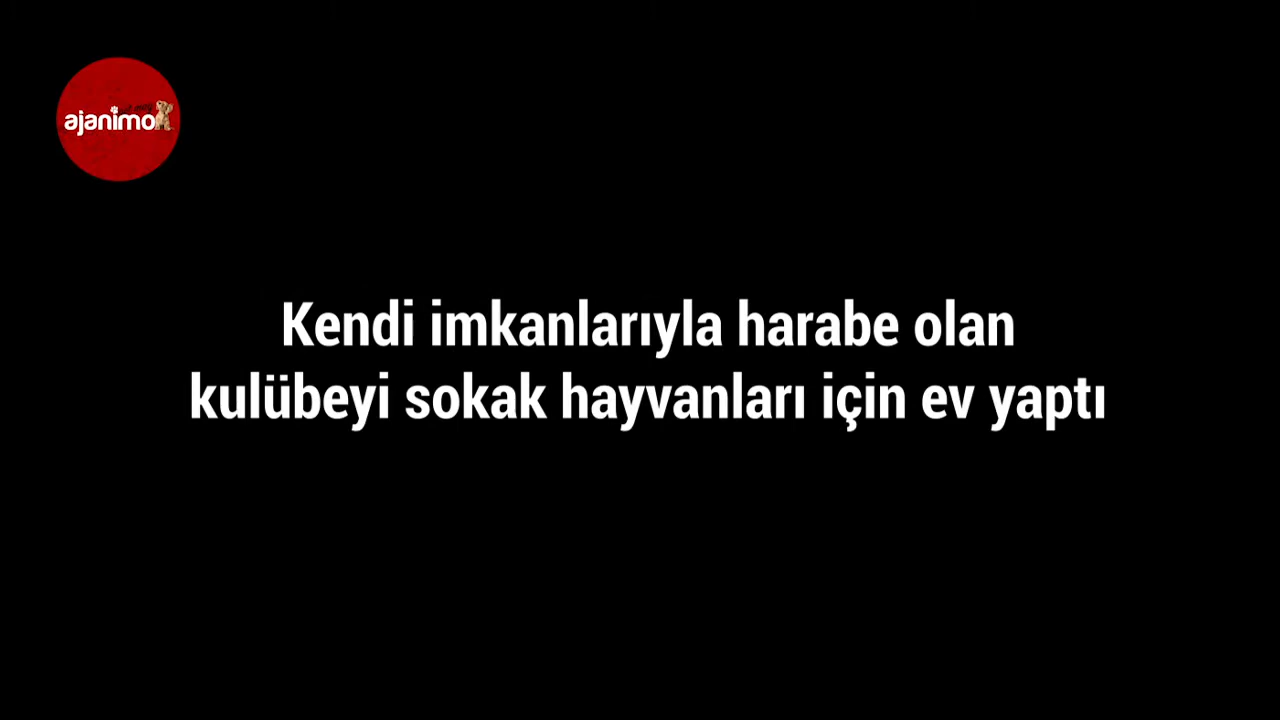 ajanimo
Kendi imkanlarıyla harabe olan
kulübeyi sokak hayvanları için ev yaptı